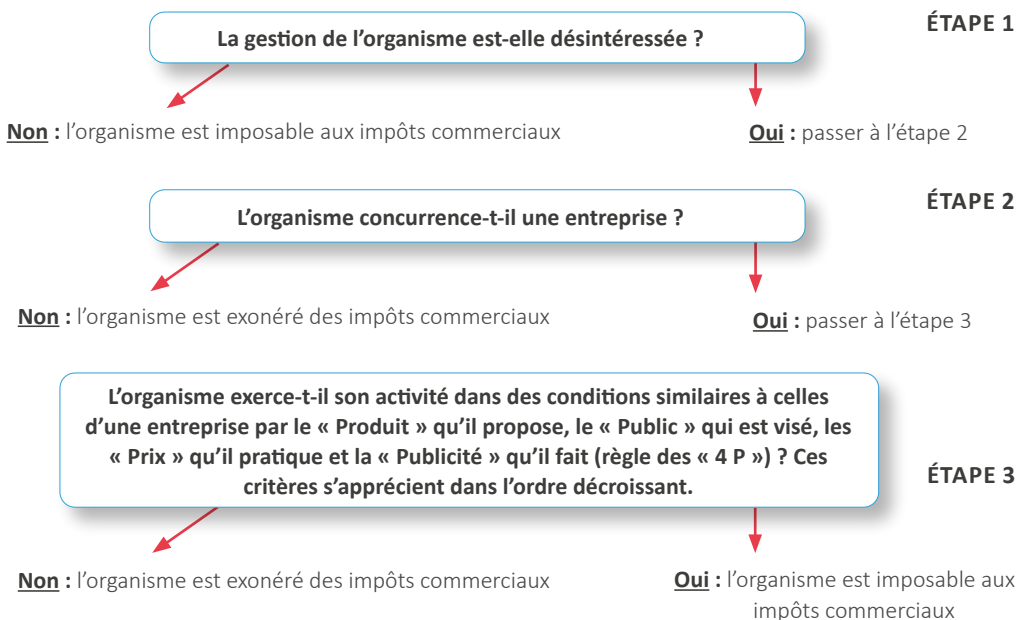 ÉTAPE 1
La gestion de l’organisme est-elle désintéressée ?
Non : l’organisme est imposable aux impôts commerciaux
Oui : passer à l’étape 2
ÉTAPE 2
L’organisme concurrence-t-il une entreprise ?
Non : l’organisme est exonéré des impôts commerciaux
Oui : passer à l’étape 3
L’organisme exerce-t-il son activité dans des conditions similaires à celles
d’une entreprise par le « Produit » qu’il propose, le « Public » qui est visé, les
« Prix » qu’il pratique et la « Publicité » qu’il fait (règle des « 4 P ») ? Ces
critères s’apprécient dans l’ordre décroissant.
ÉTAPE 3
Non : l’organisme est exonéré des impôts commerciaux
Oui : l’organisme est imposable aux
impôts commerciaux